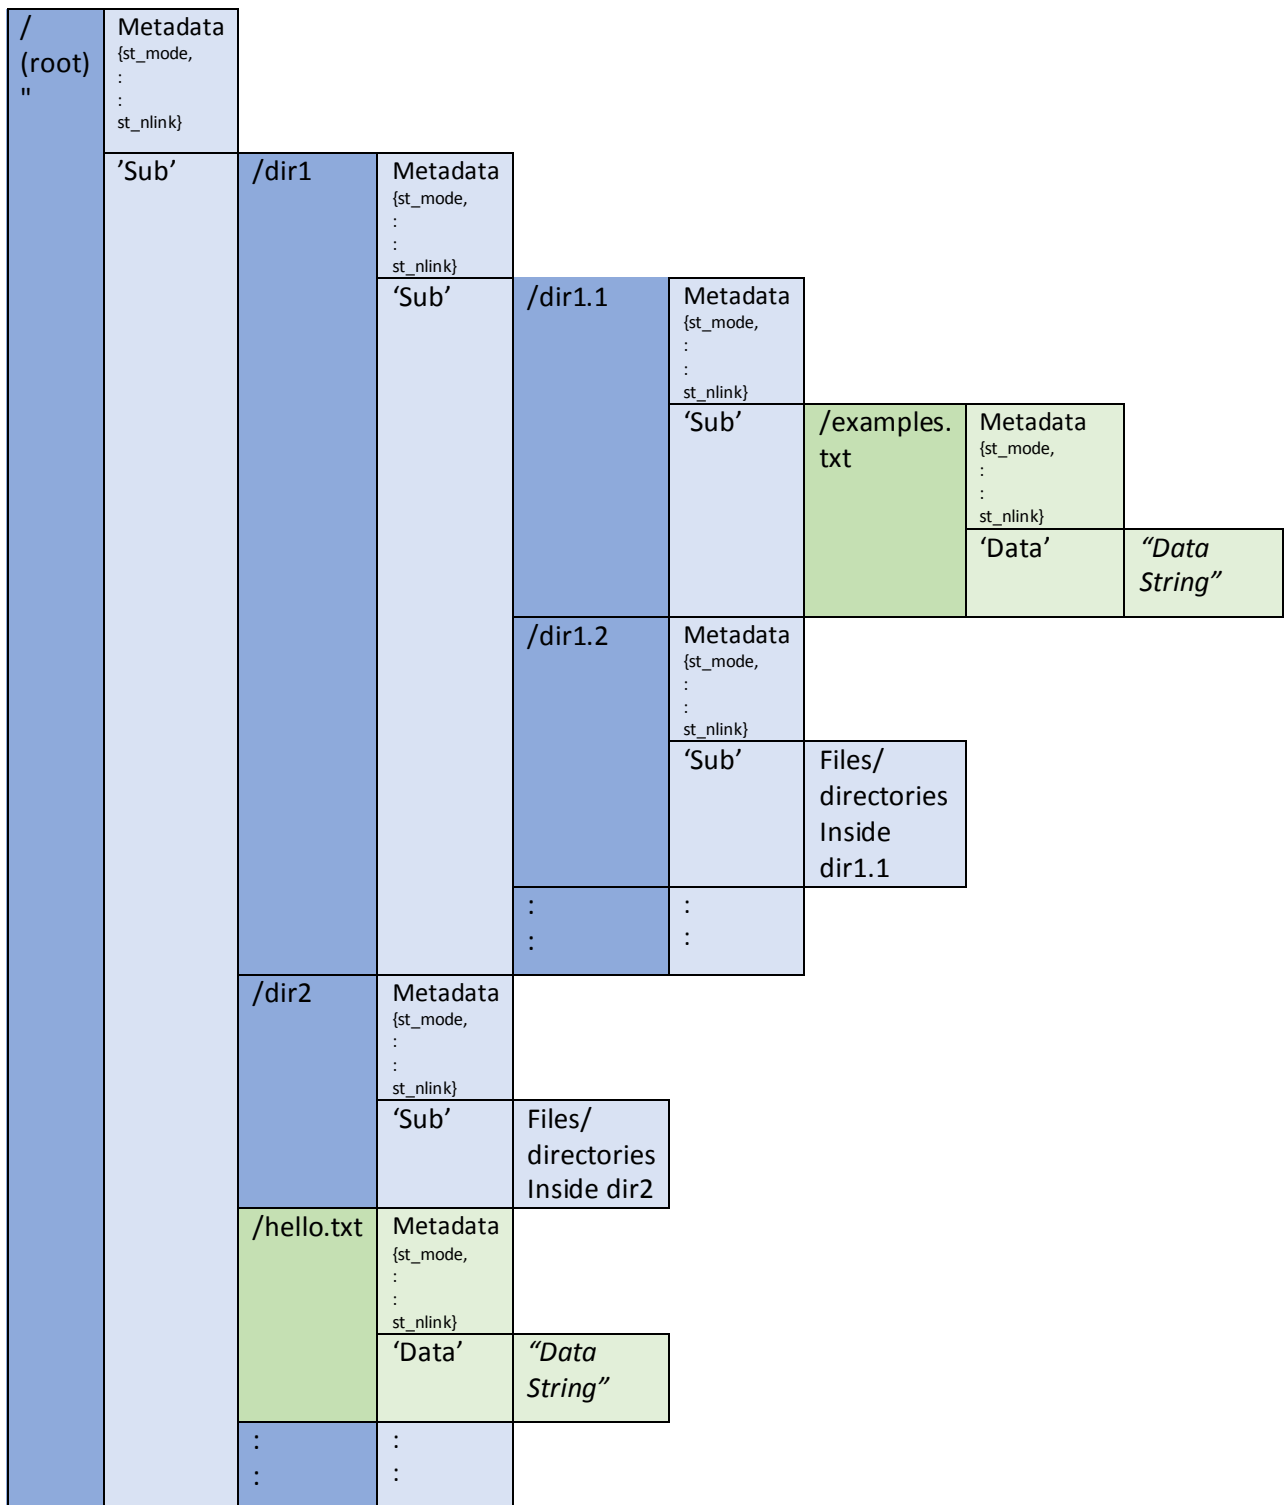 /
(root)
"
Metadata
{st_mode,
:
:
st_nlink}
’Sub’
/dir1
Metadata
{st_mode,
:
:
st_nlink}
‘Sub’
/dir1.1
Metadata
{st_mode,
:
:
st_nlink}
‘Sub’
/examples.
txt
Metadata
{st_mode,
:
:
st_nlink}
‘Data’
“Data
String”
/dir1.2
Metadata
{st_mode,
:
:
st_nlink}
‘Sub’
Files/
directories
Inside
dir1.1
:
:
:
:
/dir2
Metadata
{st_mode,
:
:
st_nlink}
‘Sub’
Files/
directories
Inside dir2
/hello.txt
Metadata
{st_mode,
:
:
st_nlink}
‘Data’
“Data
String”
:
:
:
: